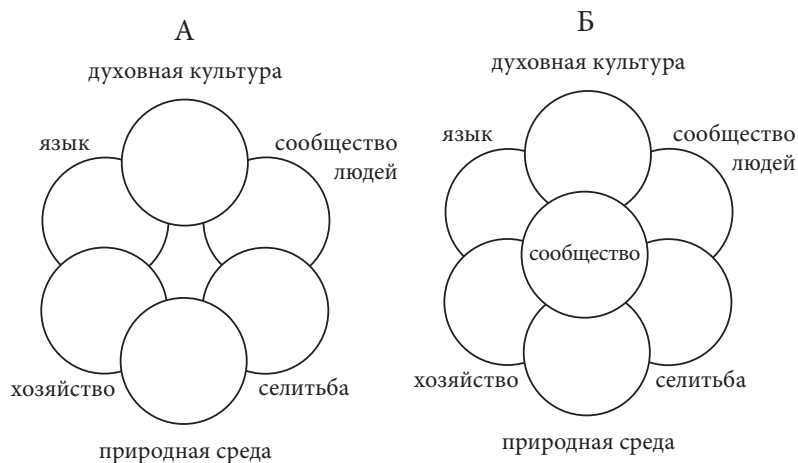 А
духовная культура
язык
сообщество
людей
хозяйство
селитьба
природная среда
Б
духовная культура
язык
сообщество
людей
сообщество
хозяйство
селитьба
природная среда